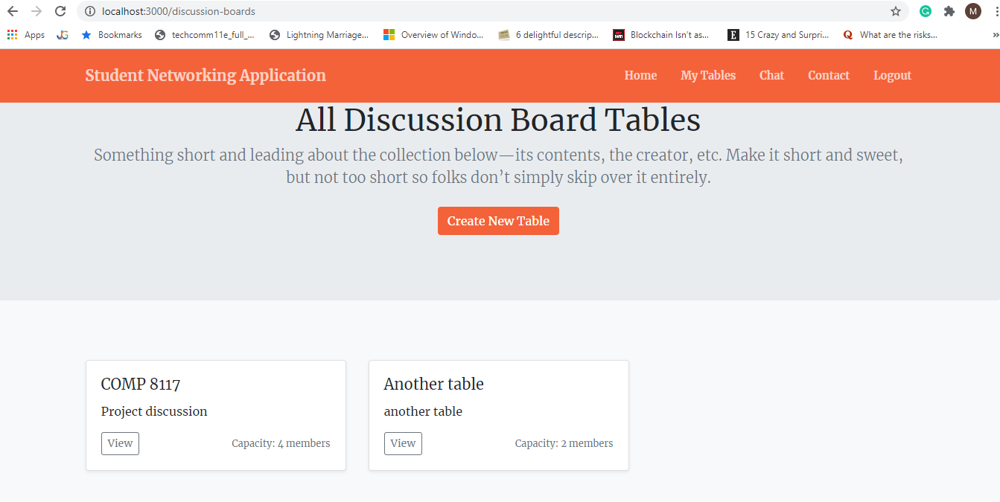 localhost:3000/discussion-boards
M
Apps
G
Bookmarks
techcomm11e_full_...
Lightning Marriage...
Overview of Windo...
6 delightful descrip...
Blockchain Isn't as...
E
15 Crazy and Surpri...
Q
What are the risks...
»
Student Networking Application
Home My Tables Chat Contact Logout
All Discussion Board Tables
Something short and leading about the collection below—its contents, the creator, etc. Make it short and sweet,
but not too short so folks don’t simply skip over it entirely.
Create New Table
COMP 8117
Project discussion
View Capacity: 4 members
Another table
another table
View Capacity: 2 members